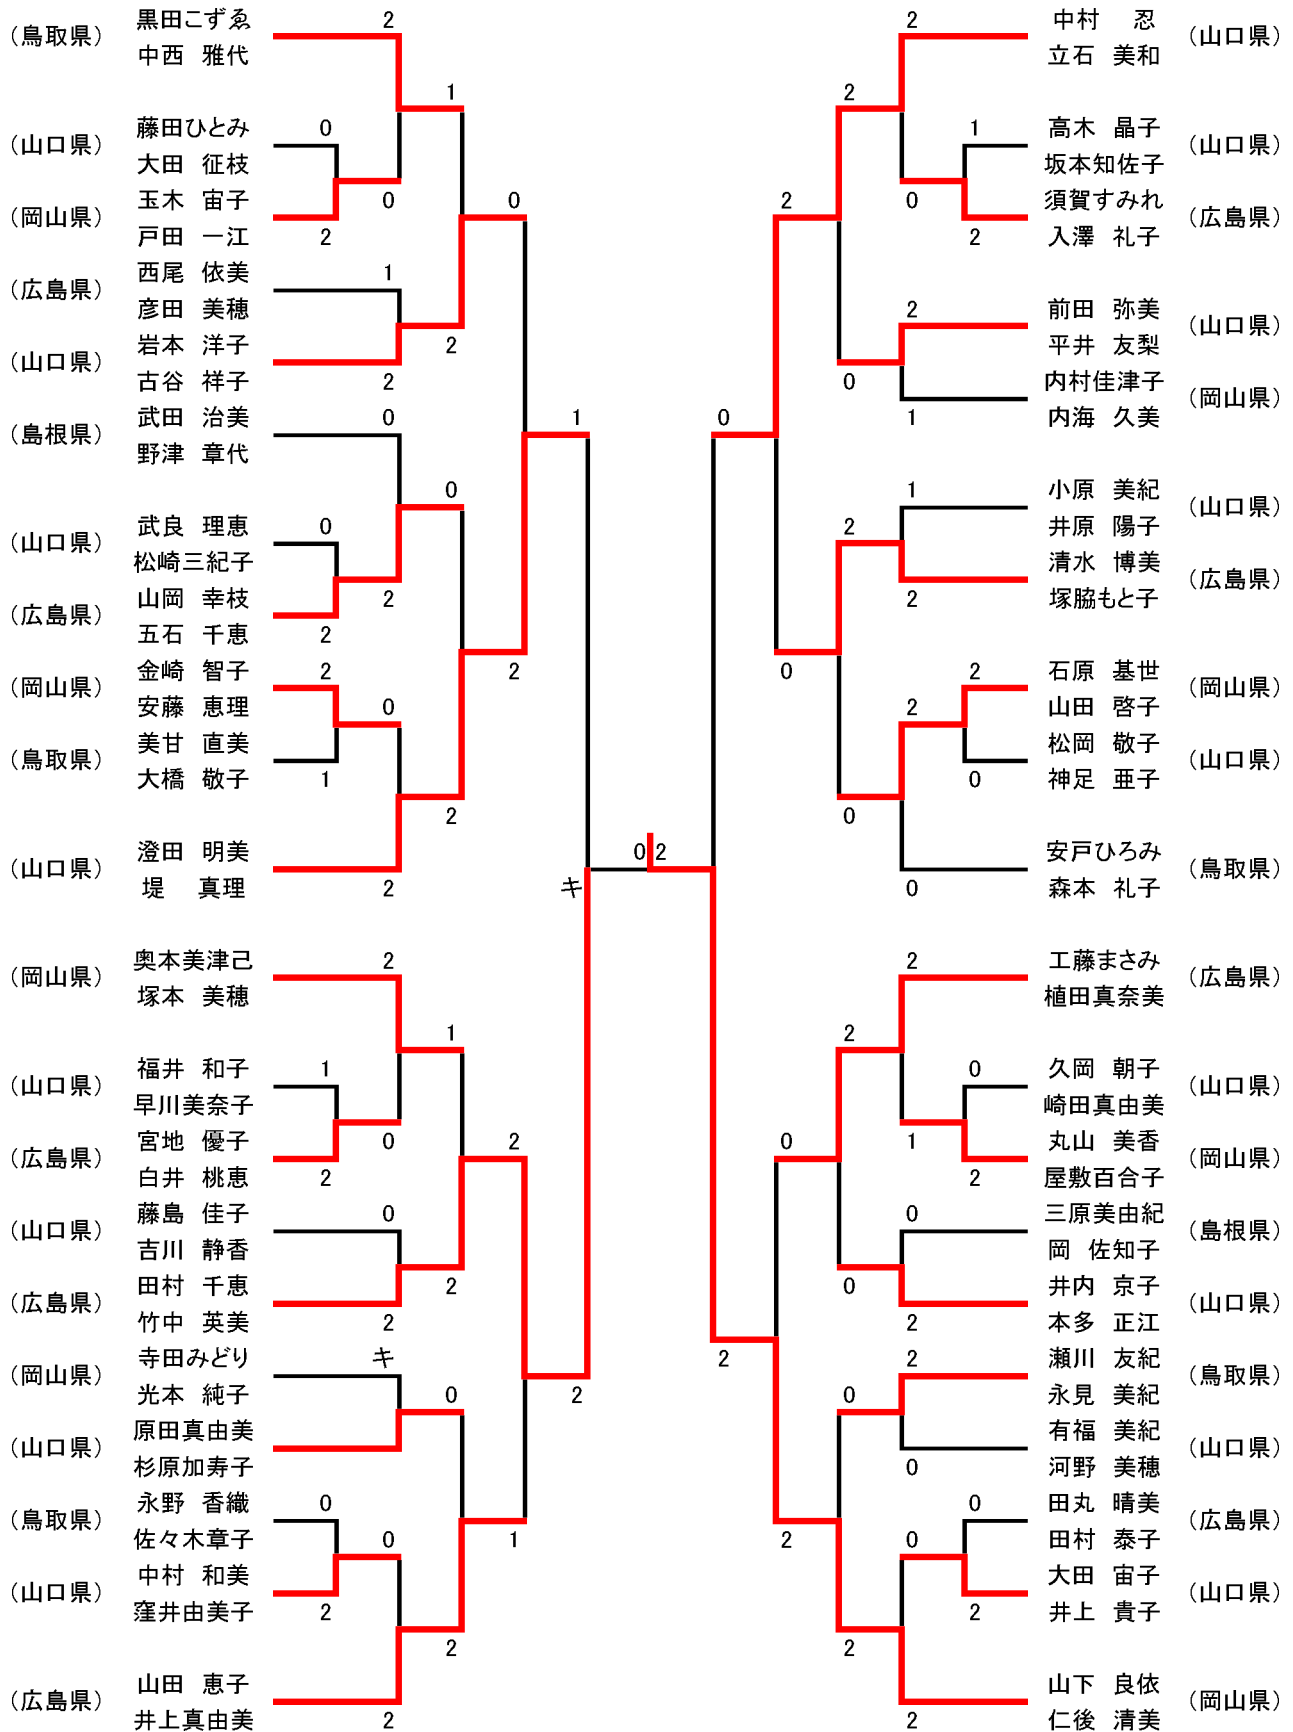 (鳥取県) 黒田こずゑ 2
中西 雅代
1
(山口県) 藤田ひとみ 0
大田 征枝
0
(岡山県) 玉木 宙子 0
戸田 一江 2
(広島県) 西尾 依美 1
彦田 美穂
(山口県) 岩本 洋子 2
古谷 祥子 2
(島根県) 武田 治美 0 1
野津 章代
0
(山口県) 武良 理恵 0
松崎三紀子
(広島県) 山岡 幸枝 2
五石 千恵 2
(岡山県) 金崎 智子 2 2
安藤 恵理 0
(鳥取県) 美甘 直美
大橋 敬子 1
2
(山口県) 澄田 明美
堤 真理 2
0 2
キ
(岡山県) 奥本美津己 2
塚本 美穂
1
(山口県) 福井 和子 1
早川美奈子
(広島県) 宮地 優子 0 2
白井 桃恵 2
(山口県) 藤島 佳子 0
吉川 静香
(広島県) 田村 千恵 2
竹中 英美 2
(岡山県) 寺田みどり キ
光本 純子 0 2
(山口県) 原田真由美
杉原加寿子
(鳥取県) 永野 香織 0
佐々木章子 0 1
(山口県) 中村 和美
窪井由美子 2
2
(広島県) 山田 恵子
井上真由美 2
2 中村 忍 (山口県)
立石 美和
2
1 高木 晶子 (山口県)
坂本知佐子
2 0 須賀すみれ (広島県)
2 入澤 礼子
2 前田 弥美 (山口県)
平井 友梨
0 内村佳津子 (岡山県)
0 1 内海 久美
1 小原 美紀 (山口県)
2 井原 陽子
清水 博美 (広島県)
2 塚脇もと子
0 2 石原 基世 (岡山県)
2 山田 啓子
松岡 敬子 (山口県)
0 神足 亜子
0
安戸ひろみ (鳥取県)
0 森本 礼子
2 工藤まさみ (広島県)
植田真奈美
2
0 久岡 朝子 (山口県)
崎田真由美
0 1 丸山 美香 (岡山県)
2 屋敷百合子
0 三原美由紀 (島根県)
岡 佐知子
0 井内 京子 (山口県)
2 本多 正江
2 2 瀬川 友紀 (鳥取県)
0 永見 美紀
有福 美紀 (山口県)
0 河野 美穂
0 田丸 晴美 (広島県)
2 0 田村 泰子
大田 宙子 (山口県)
2 井上 貴子
2
山下 良依 (岡山県)
2 仁後 清美